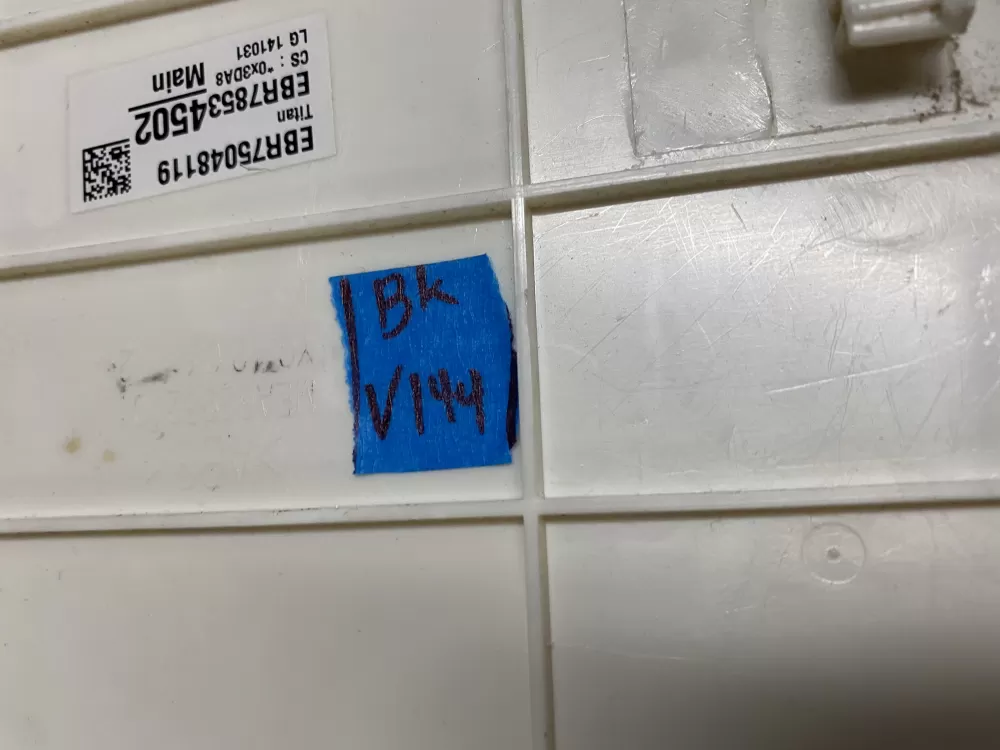 EBR75048119
Titan
EBR78534502
CS : *0x3DA8 Main
LG 141031
Bk
V144